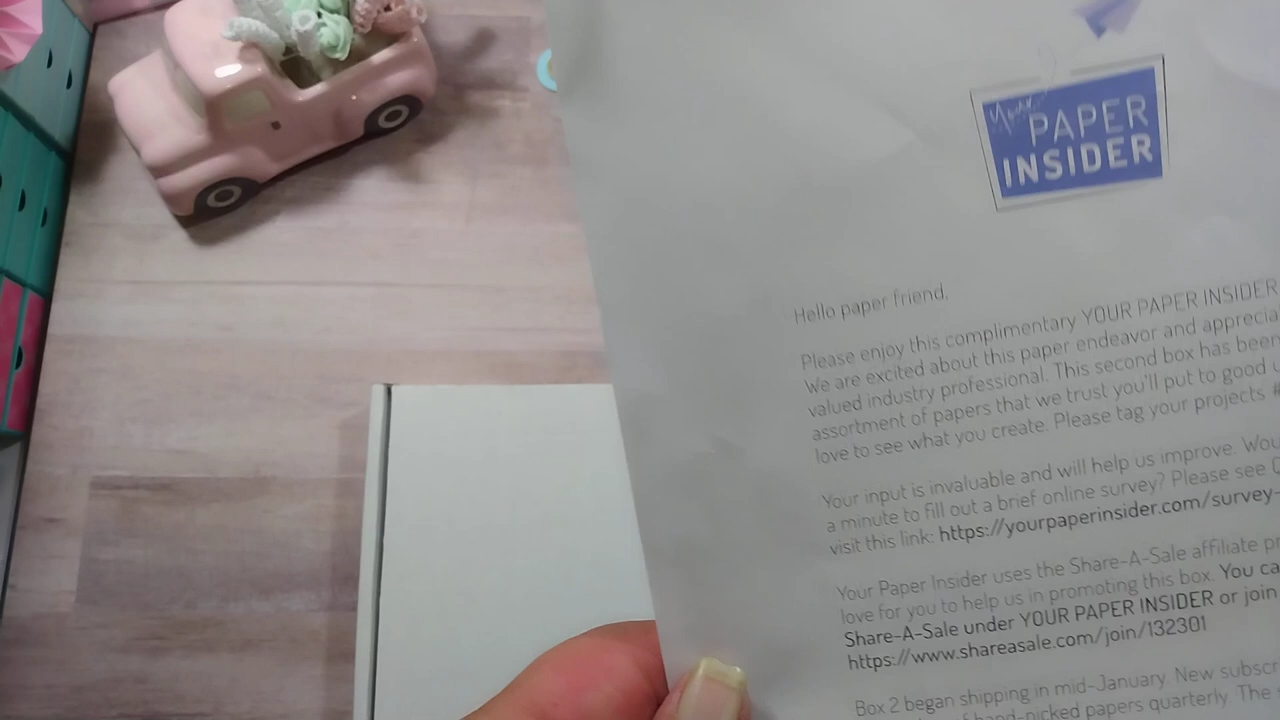 Your
PAPER
INSIDER
Hello paper friend,
Please enjoy this complimentary YOUR PAPER INSIDER
We are excited about this paper endeavor and apprecia
valued industry professional. This second box has been
assortment of papers that we trust you'll put to good
love to see what you create. Please tag your projects.
Your input is invaluable and will help us improve. Wou
a minute to fill out a brief online survey? Please see
visit this link: https://yourpaperinsider.com/survey-
Your Paper Insider uses the Share-A-Sale affiliate pr
love for you to help us in promoting this box. You ca
Share-A-Sale under YOUR PAPER INSIDER or join
https://www.shareasale.com/join/132301
Box 2 began shipping in mid-January. New subscr
of hand-picked papers quarterly. The